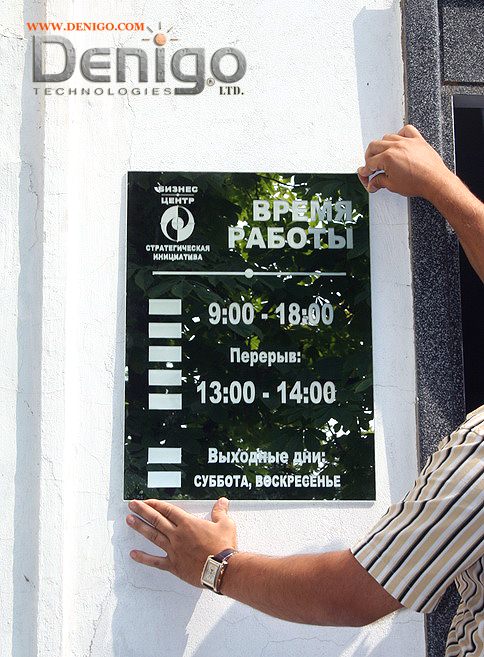 WWW.DENIGO.COM
Denigo
TECHNOLOGIES LTD.
БИЗНЕС
ЦЕНТР
СТРАТЕГИЧЕСКАЯ
ИНИЦИАТИВА
ВРЕМЯ
РАБОТЫ
9:00 - 18:00
Перерыв:
13:00 - 14:00
Выходные дни:
СУББОТА, ВОСКРЕСЕНЬЕ